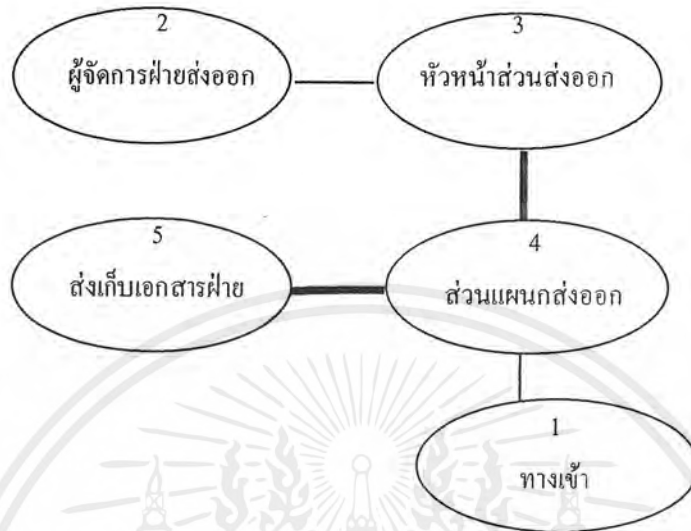 2
ผู้จัดการฝ่ายส่งออก
3
หัวหน้าส่วนส่งออก
5
ส่งเก็บเอกสารฝ่าย
4
ส่วนแผนกส่งออก
1
ทางเข้า